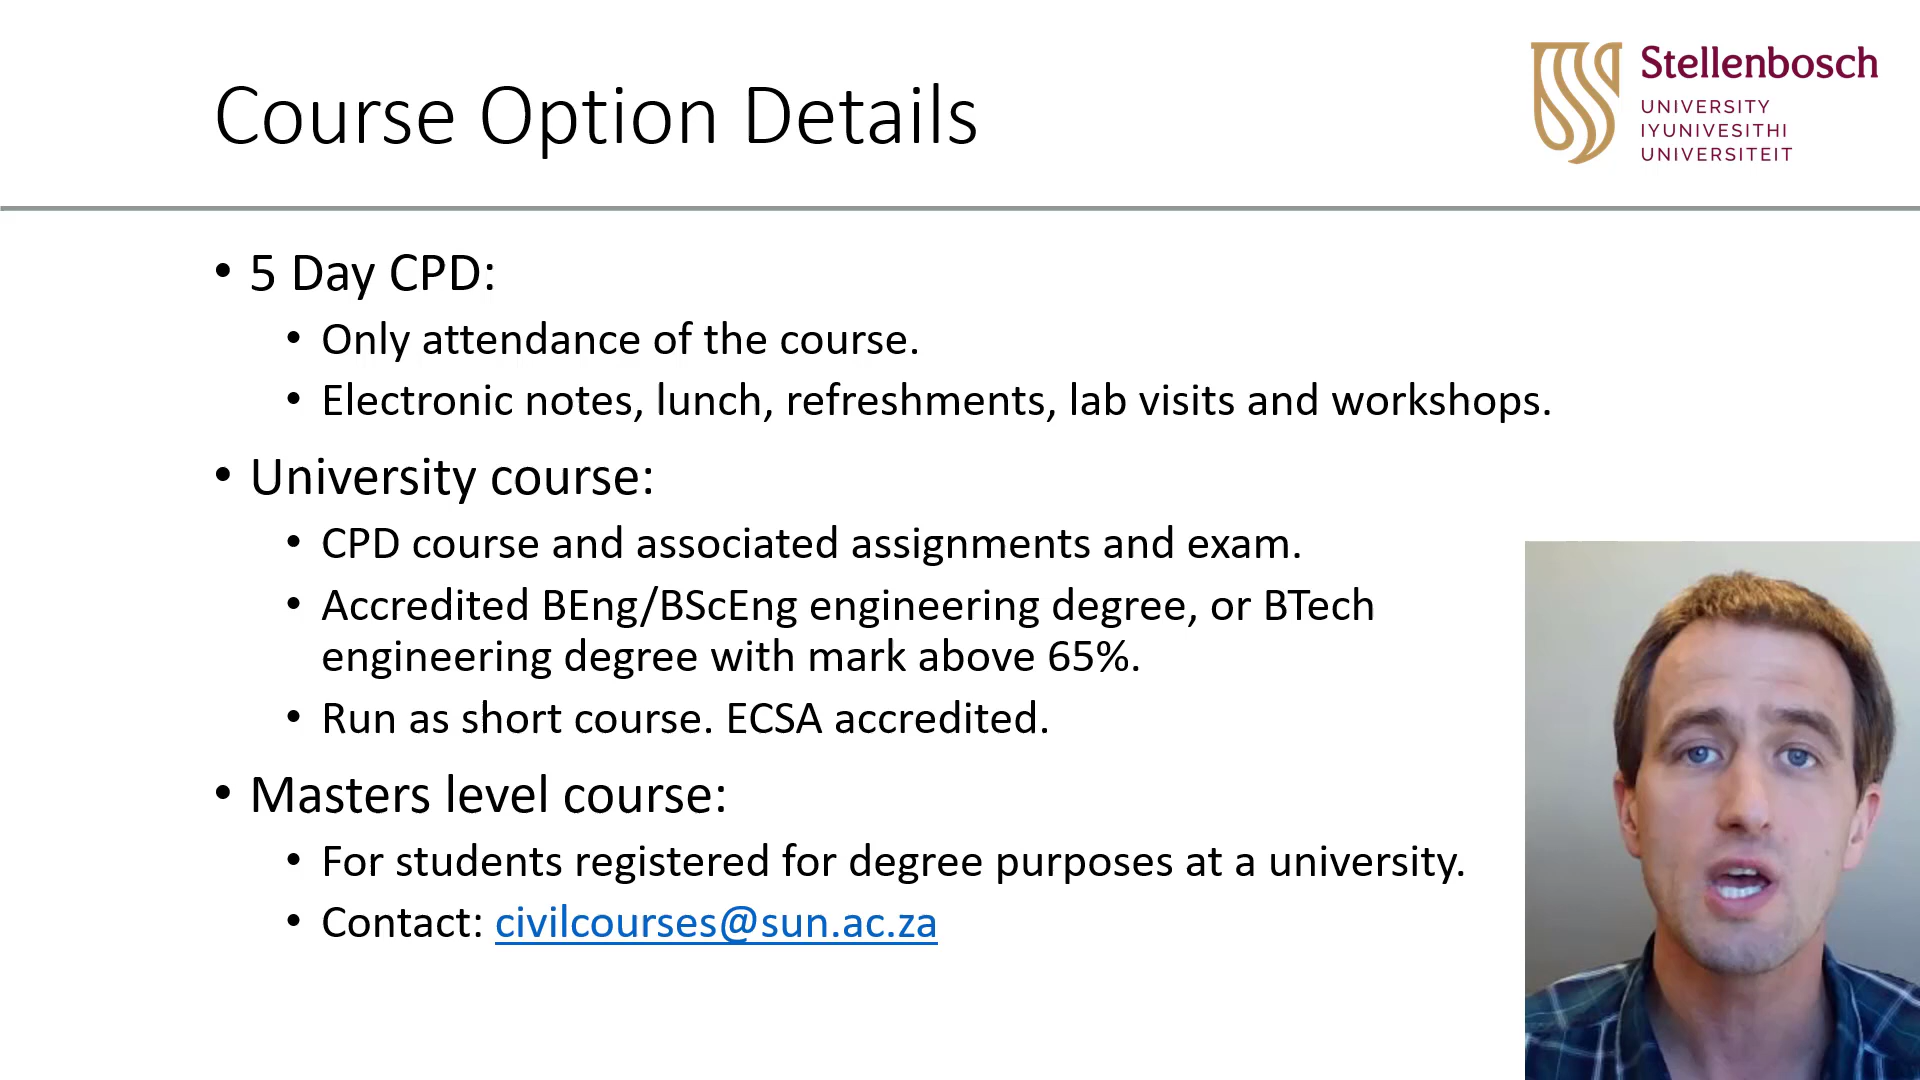 Course Option Details
Stellenbosch
UNIVERSITY
IYUNIVESITHI
UNIVERSITEIT
• 5 Day CPD:
• Only attendance of the course.
• Electronic notes, lunch, refreshments, lab visits and workshops.
• University course:
• CPD course and associated assignments and exam.
• Accredited BEng/BScEng engineering degree, or BTech
engineering degree with mark above 65%.
• Run as short course. ECSA accredited.
• Masters level course:
• For students registered for degree purposes at a university.
• Contact: civilcourses@sun.ac.za